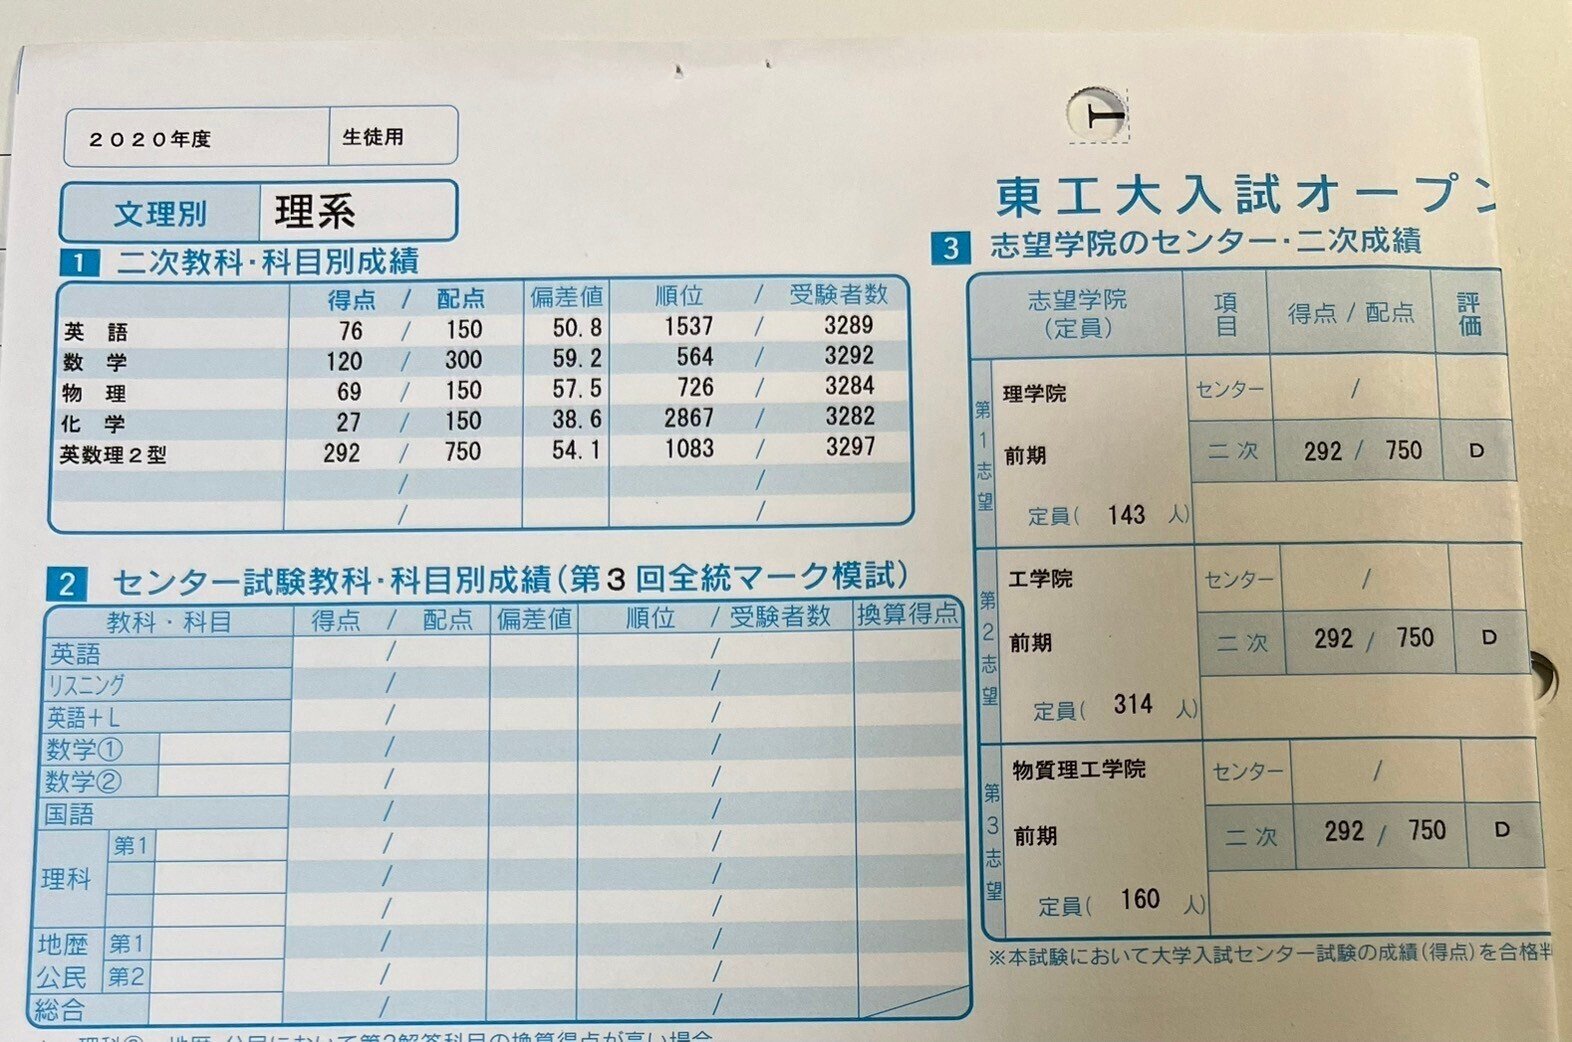 2020年度 生徒用
文理別 理系
東工大入試オープン
1 二次教科・科目別成績
得点 / 配点 偏差値 順位 / 受験者数
英語 76 / 150 50.8 1537 / 3289
数学 120 / 300 59.2 564 / 3292
物理 69 / 150 57.5 726 / 3284
化学 27 / 150 38.6 2867 / 3282
英数理2型 292 / 750 54.1 1083 / 3297
/ /
/ /
2 センター試験教科・科目別成績(第3回全統マーク模試)
教科・科目 得点 / 配点 偏差値 順位 / 受験者数 換算得点
英語 / /
リスニング / /
英語+L / /
数学① / /
数学② / /
国語 / /
理科 第1 / /
/ /
/ /
地歴 第1 / /
公民 第2 / /
総合 / /
3 志望学院のセンター・二次成績
志望学院 項目 得点 / 配点 評価
(定員)
第1志望 理学院 センター /
前期 二次 292 / 750 D
定員( 143 人)
第2志望 工学院 センター /
前期 二次 292 / 750 D
定員( 314 人)
第3志望 物質理工学院 センター /
前期 二次 292 / 750 D
定員( 160 人)
※本試験において大学入試センター試験の成績(得点)を合格判